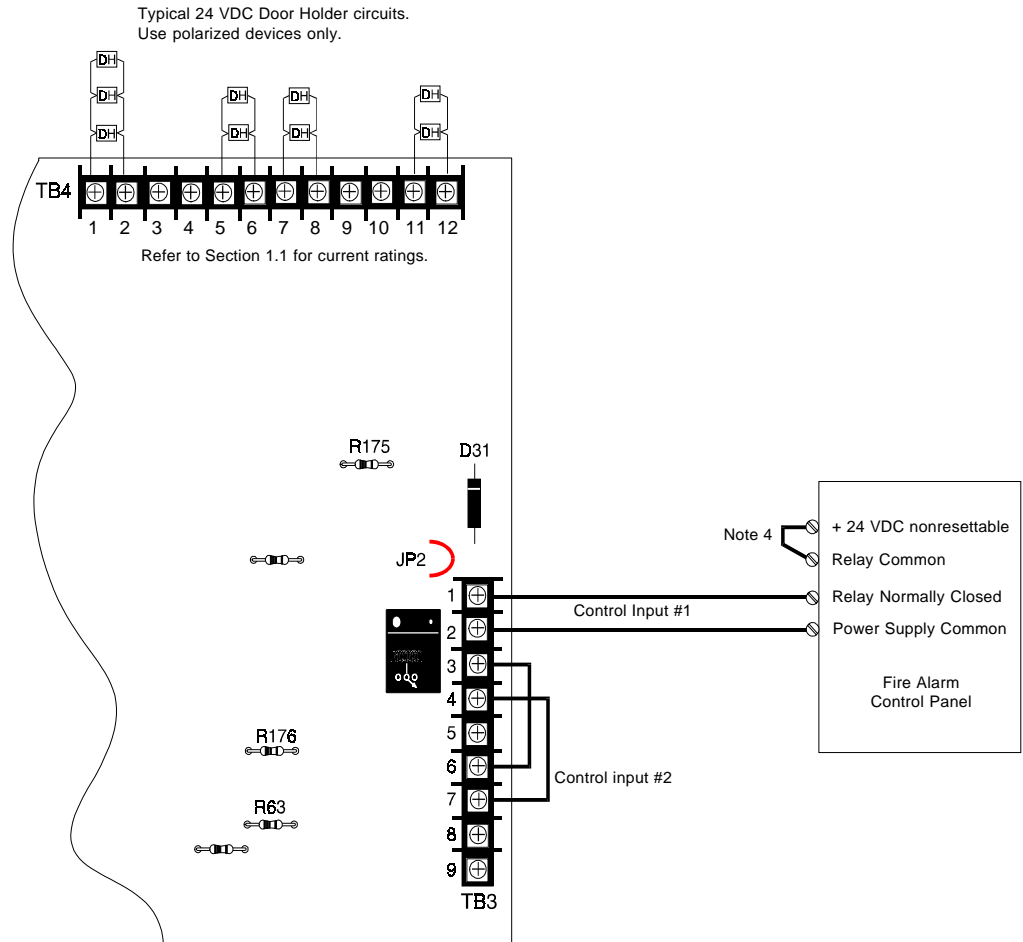 Typical 24 VDC Door Holder circuits.
Use polarized devices only.
DH
DH DH DH DH
DH DH DH DH
TB4
1 2 3 4 5 6 7 8 9 10 11 12
Refer to Section 1.1 for current ratings.
R175
D31
JP2
R176
R63
1
2
3
4
5
6
7
8
9
TB3
Control Input #1
Control input #2
Note 4
+ 24 VDC nonresettable
Relay Common
Relay Normally Closed
Power Supply Common
Fire Alarm
Control Panel